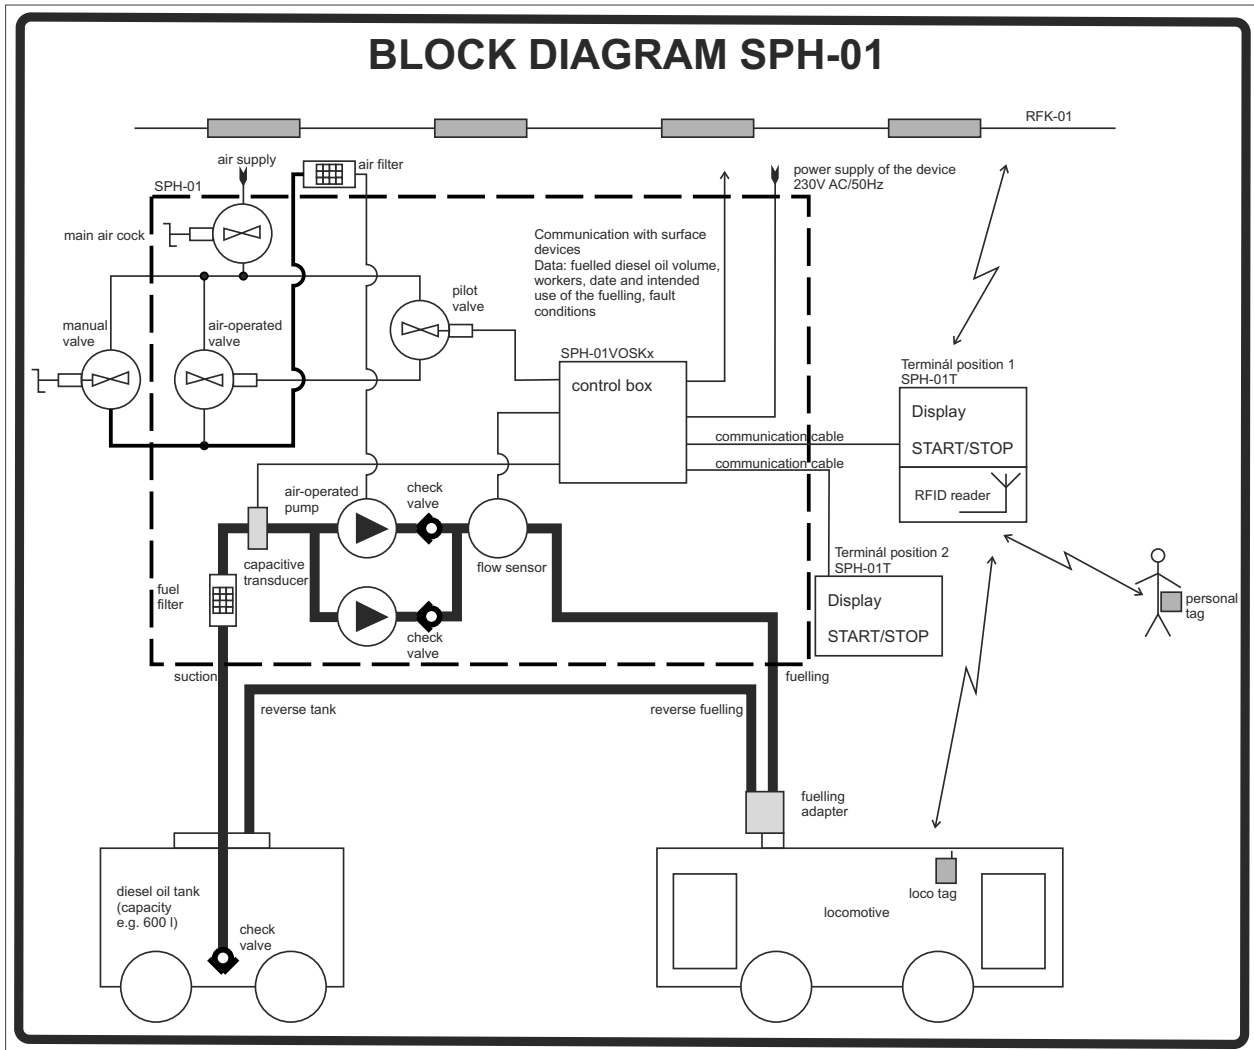 BLOCK DIAGRAM SPH-01
RFK-01
air supply
air filter
power supply of the device
230V AC/50Hz
SPH-01
main air cock
Communication with surface
devices
Data: fuelled diesel oil volume,
workers, date and intended
use of the fuelling, fault
conditions
pilot
valve
manual
valve
air-operated
valve
SPH-01VOSKx
control box
Terminál position 1
SPH-01T
Display
START/STOP
RFID reader
communication cable
communication cable
air-operated
pump
check
valve
capacitive
transducer
flow sensor
Terminál position 2
SPH-01T
Display
START/STOP
fuel
filter
check
valve
personal
tag
suction
fuelling
reverse tank
reverse fuelling
fuelling
adapter
diesel oil tank
(capacity
e.g. 600 l)
check
valve
loco tag
locomotive